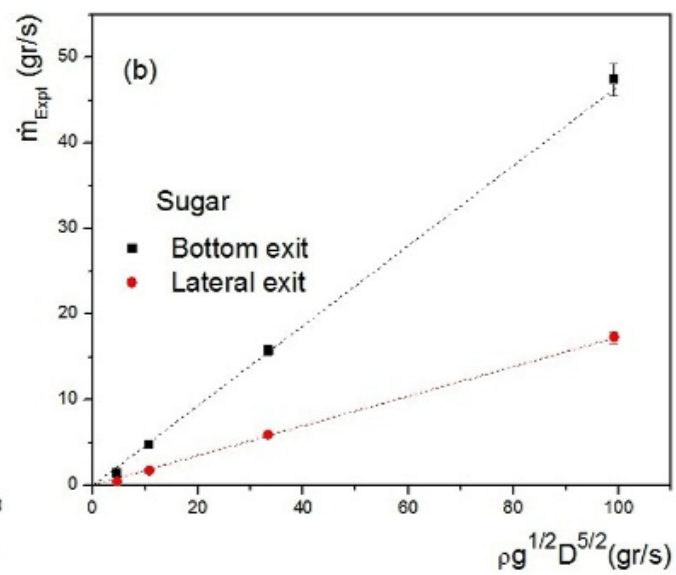 ṁExpl (gr/s)
50
(b)
40
Sugar
30
Bottom exit
Lateral exit
20
10
0
0 20 40 60 80 100
ρg^1/2D^5/2(gr/s)